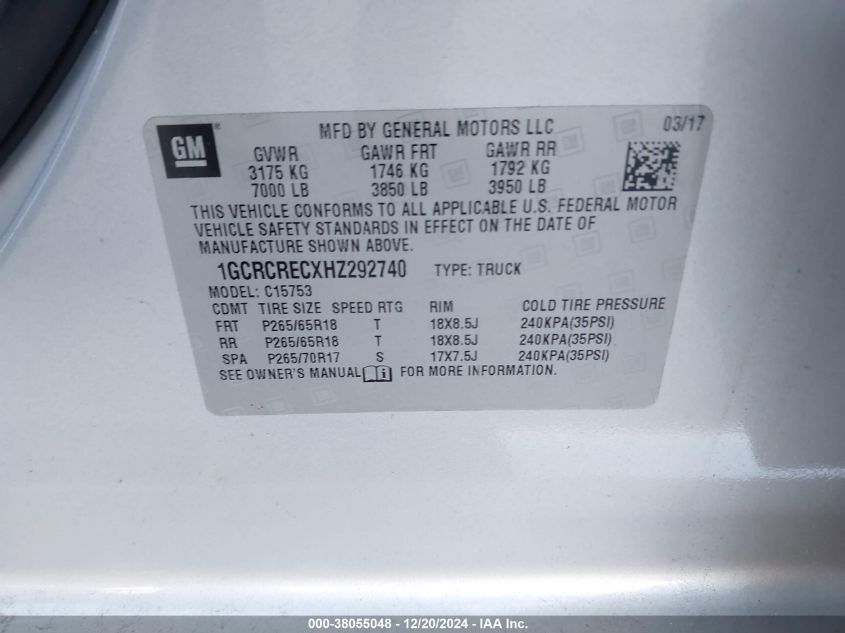 GM
MFD BY GENERAL MOTORS LLC 03/17
GVWR GAWR FRT GAWR RR
3175 KG 1746 KG 1792 KG
7000 LB 3850 LB 3950 LB
THIS VEHICLE CONFORMS TO ALL APPLICABLE U.S. FEDERAL MOTOR
VEHICLE SAFETY STANDARDS IN EFFECT ON THE DATE OF
MANUFACTURE SHOWN ABOVE.
1GCRCRECXHZ292740 TYPE: TRUCK
MODEL: C15753
CDMT TIRE SIZE SPEED RTG RIM COLD TIRE PRESSURE
FRT P265/65R18 T 18X8.5J 240KPA(35PSI)
RR P265/65R18 T 18X8.5J 240KPA(35PSI)
SPA P265/70R17 S 17X7.5J 240KPA(35PSI)
SEE OWNER'S MANUAL FOR MORE INFORMATION.
000-38055048 - 12/20/2024 - IAA Inc.